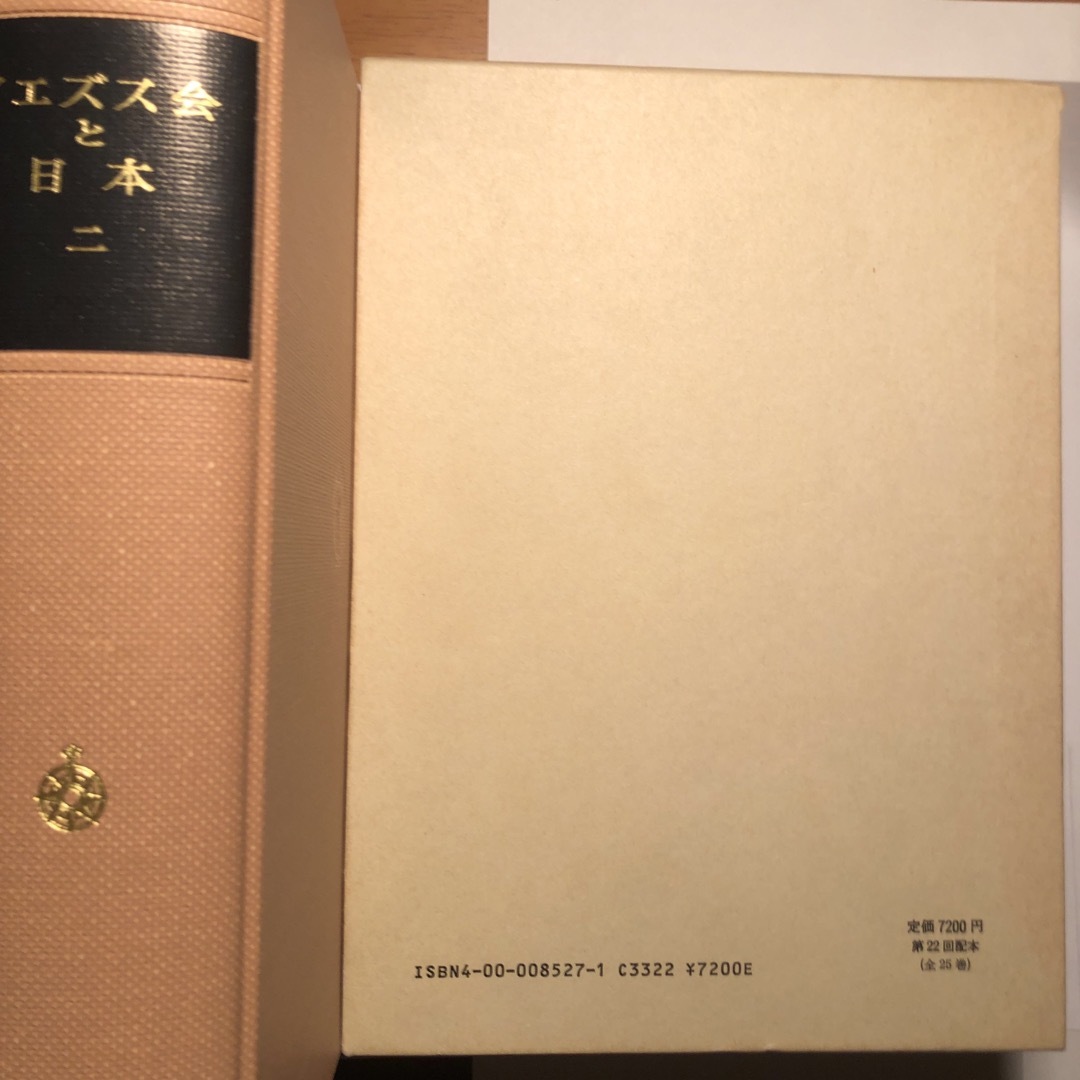 イエズス会
と
日本
二
定価7200円
第22回配本
(全25巻)
ISBN4-00-008527-1 C3322 ¥7200E